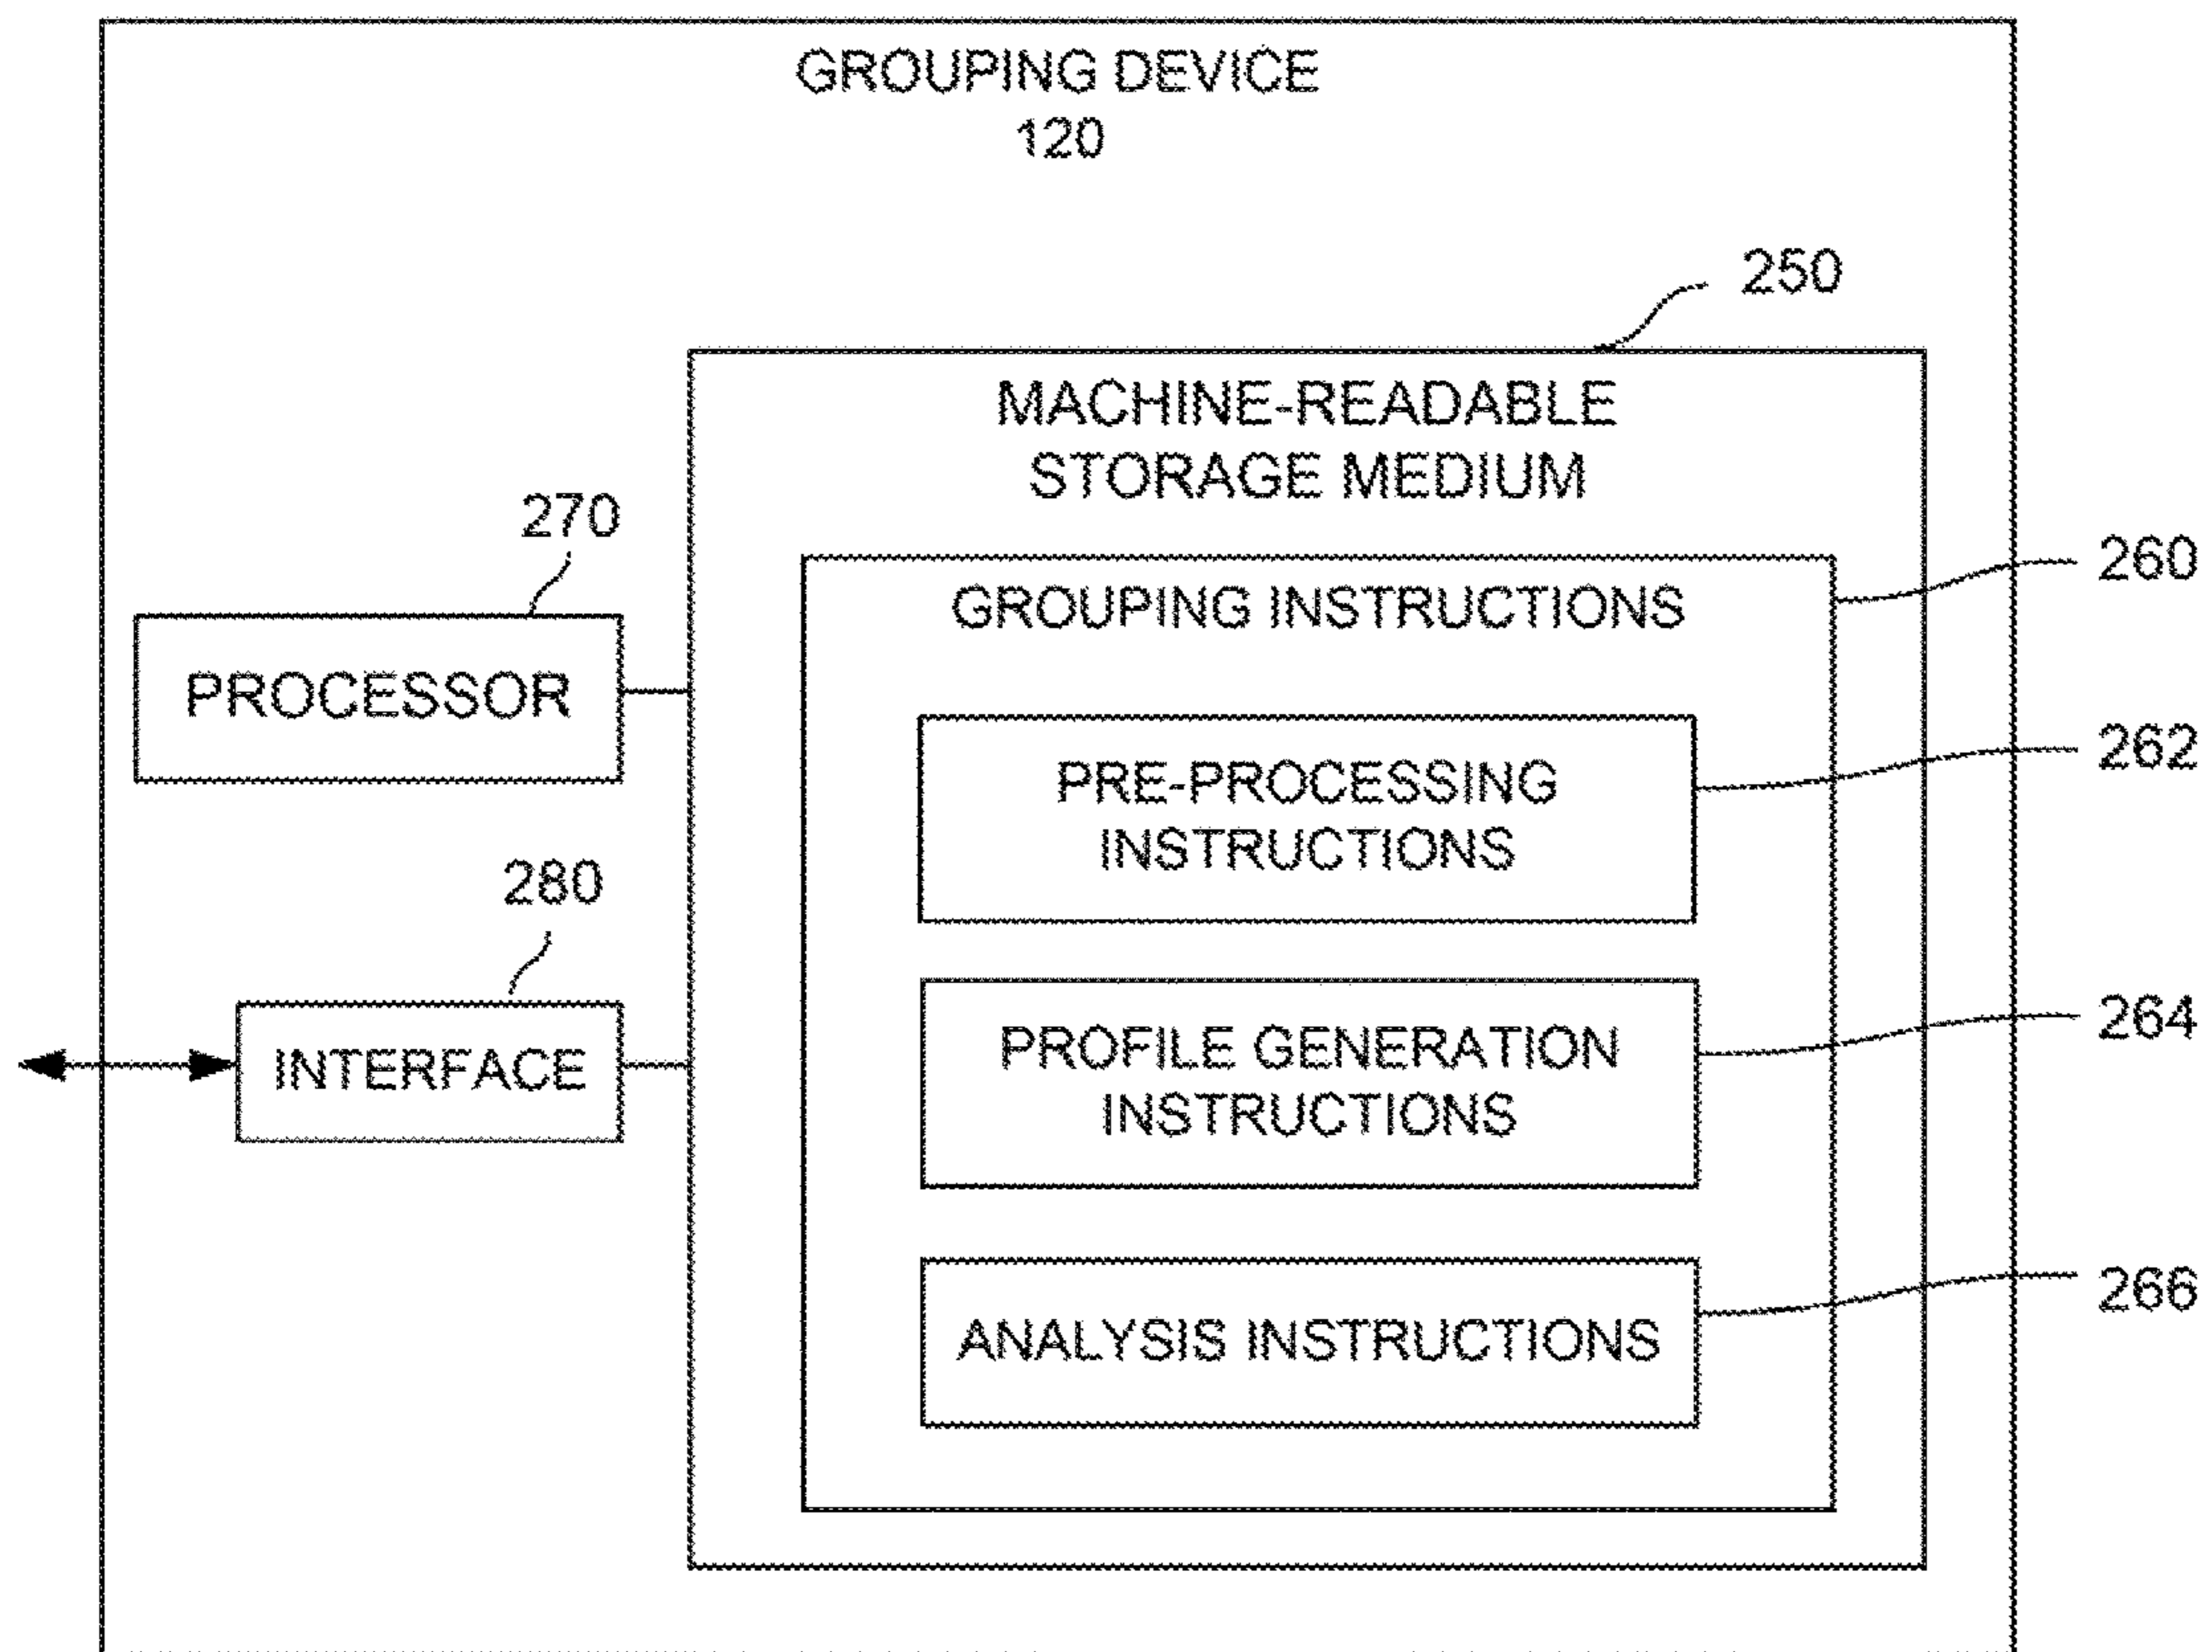 GROUPING DEVICE
120
250
MACHINE-READABLE
STORAGE MEDIUM
270
260
GROUPING INSTRUCTIONS
PROCESSOR
262
PRE-PROCESSING
INSTRUCTIONS
280
264
PROFILE GENERATION
INSTRUCTIONS
INTERFACE
266
ANALYSIS INSTRUCTIONS